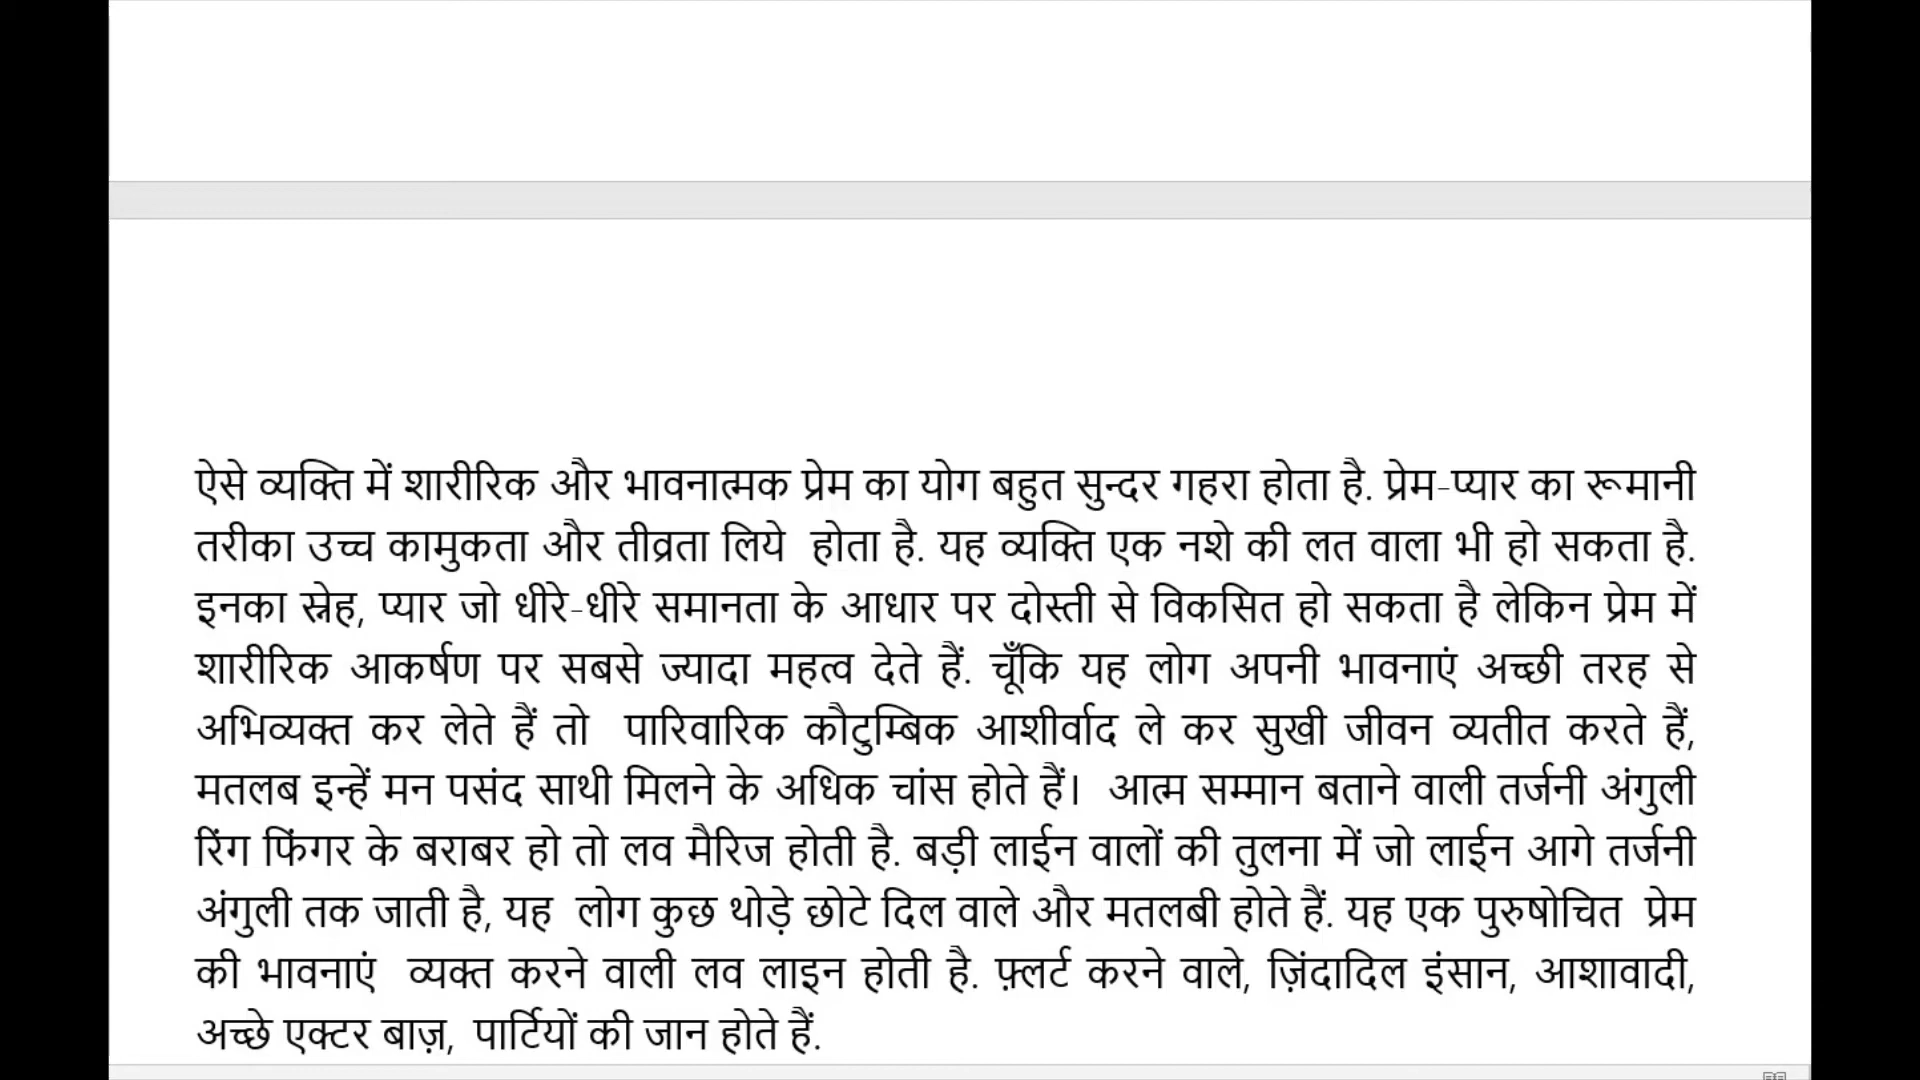 ऐसे व्यक्ति में शारीरिक और भावनात्मक प्रेम का योग बहुत सुन्दर गहरा होता है. प्रेम-प्यार का रूमानी
तरीका उच्च कामुकता और तीव्रता लिये होता है. यह व्यक्ति एक नशे की लत वाला भी हो सकता है.
इनका स्नेह, प्यार जो धीरे-धीरे समानता के आधार पर दोस्ती से विकसित हो सकता है लेकिन प्रेम में
शारीरिक आकर्षण पर सबसे ज्यादा महत्व देते हैं. चूँकि यह लोग अपनी भावनाएं अच्छी तरह से
अभिव्यक्त कर लेते हैं तो पारिवारिक कौटुम्बिक आशीर्वाद ले कर सुखी जीवन व्यतीत करते हैं,
मतलब इन्हें मन पसंद साथी मिलने के अधिक चांस होते हैं। आत्म सम्मान बताने वाली तर्जनी अंगुली
रिंग फिंगर के बराबर हो तो लव मैरिज होती है. बड़ी लाईन वालों की तुलना में जो लाईन आगे तर्जनी
अंगुली तक जाती है, यह लोग कुछ थोड़े छोटे दिल वाले और मतलबी होते हैं. यह एक पुरुषोचित प्रेम
की भावनाएं व्यक्त करने वाली लव लाइन होती है. फ़्लर्ट करने वाले, ज़िंदादिल इंसान, आशावादी,
अच्छे एक्टर बाज़, पार्टियों की जान होते हैं.